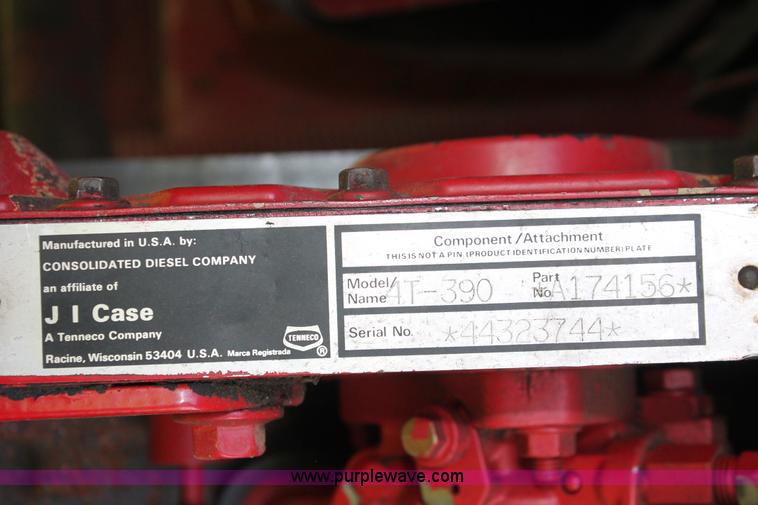 Manufactured in U.S.A. by:
CONSOLIDATED DIESEL COMPANY
an affiliate of
J I Case
A Tenneco Company
Racine, Wisconsin 53404 U.S.A. Marca Registrada
TENNECO
®
Component/Attachment
THIS IS NOT A PIN (PRODUCT IDENTIFICATION NUMBER) PLATE
Model/Name 4T-390 Part No. *A174156*
Serial No. *44323744*
www.purplewave.com